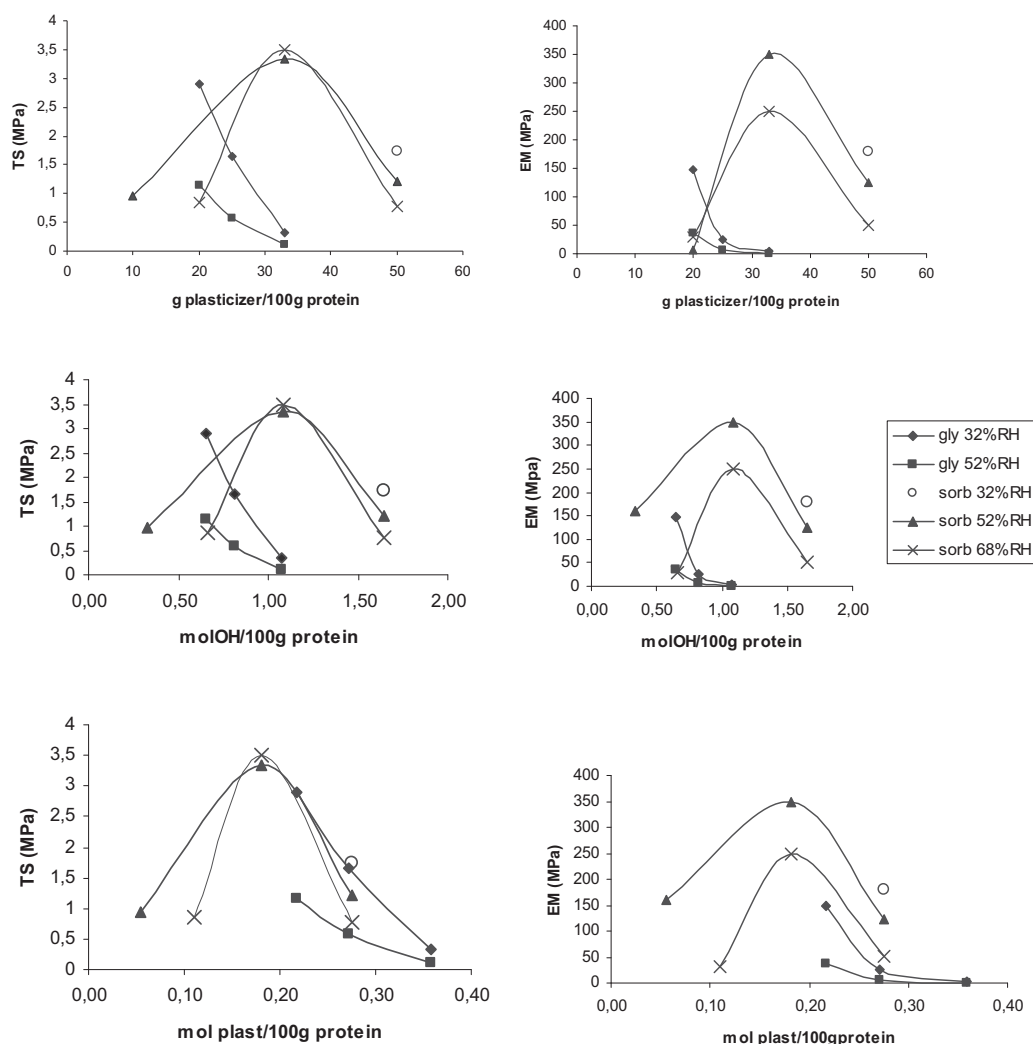 4
3,5
3
2,5
2
1,5
1
0,5
0
TS (MPa)
0 10 20 30 40 50 60
g plasticizer/100g protein
400
350
300
250
200
150
100
50
0
EM (MPa)
0 10 20 30 40 50 60
g plasticizer/100g protein
4
3,5
3
2,5
2
1,5
1
0,5
0
TS (MPa)
0,00 0,50 1,00 1,50 2,00
molOH/100g protein
400
350
300
250
200
150
100
50
0
EM (Mpa)
0,00 0,50 1,00 1,50 2,00
molOH/100g protein
gly 32%RH
gly 52%RH
sorb 32%RH
sorb 52%RH
sorb 68%RH
4
3,5
3
2,5
2
1,5
1
0,5
0
TS (MPa)
0,00 0,10 0,20 0,30 0,40
mol plast/100g protein
400
350
300
250
200
150
100
50
0
EM (MPa)
0,00 0,10 0,20 0,30 0,40
mol plast/100gprotein